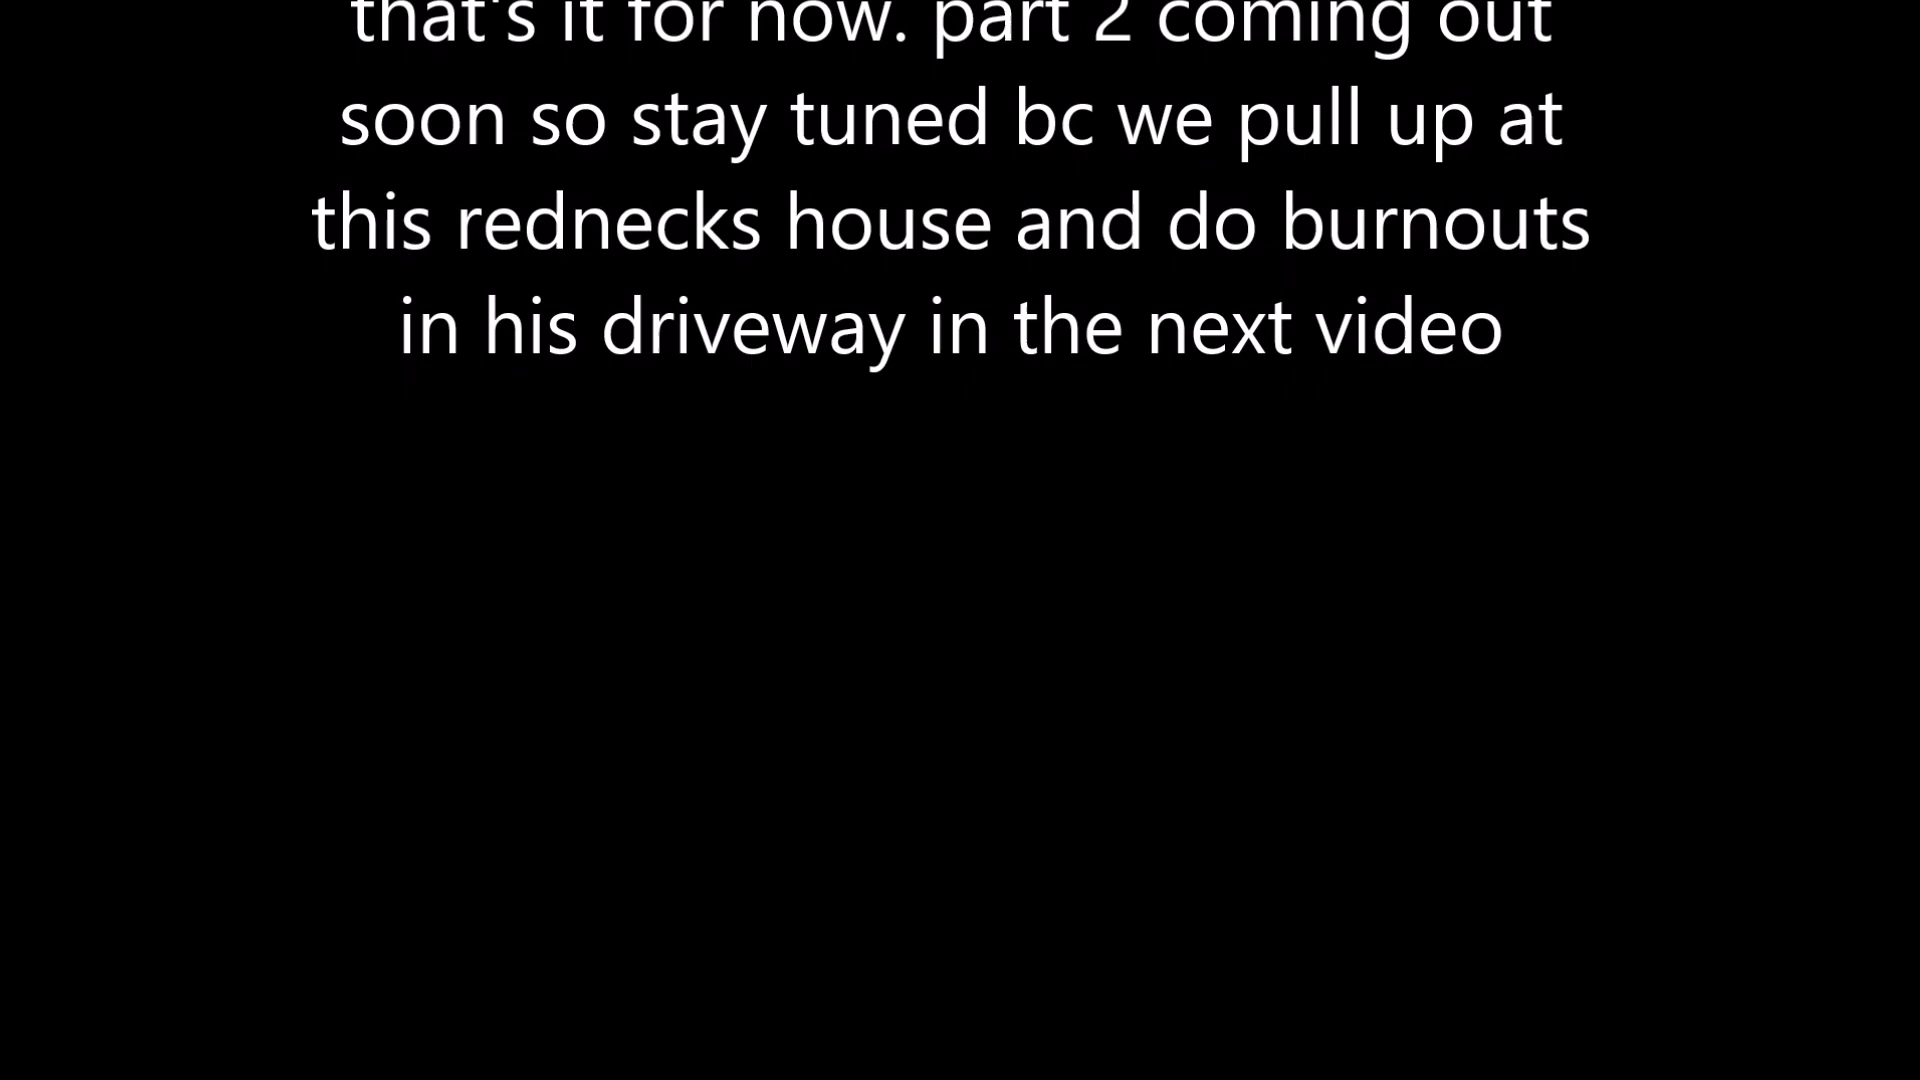 that's it for now. part 2 coming out
soon so stay tuned bc we pull up at
this rednecks house and do burnouts
in his driveway in the next video